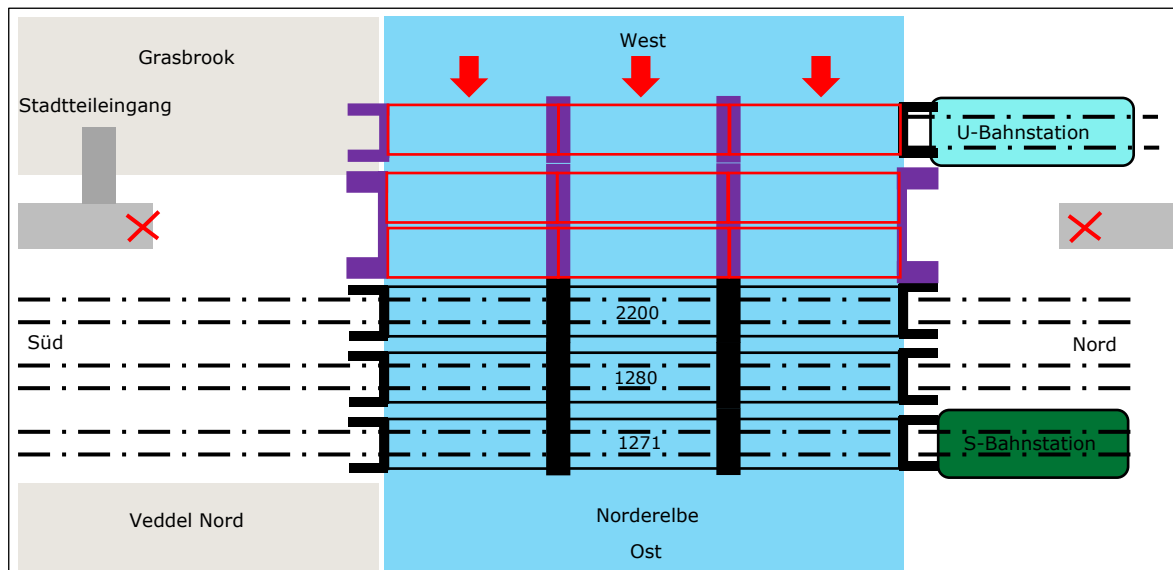 West
Grasbrook
Stadtteileingang
U-Bahnstation
2200
Süd
Nord
1280
1271
S-Bahnstation
Veddel Nord
Norderelbe
Ost